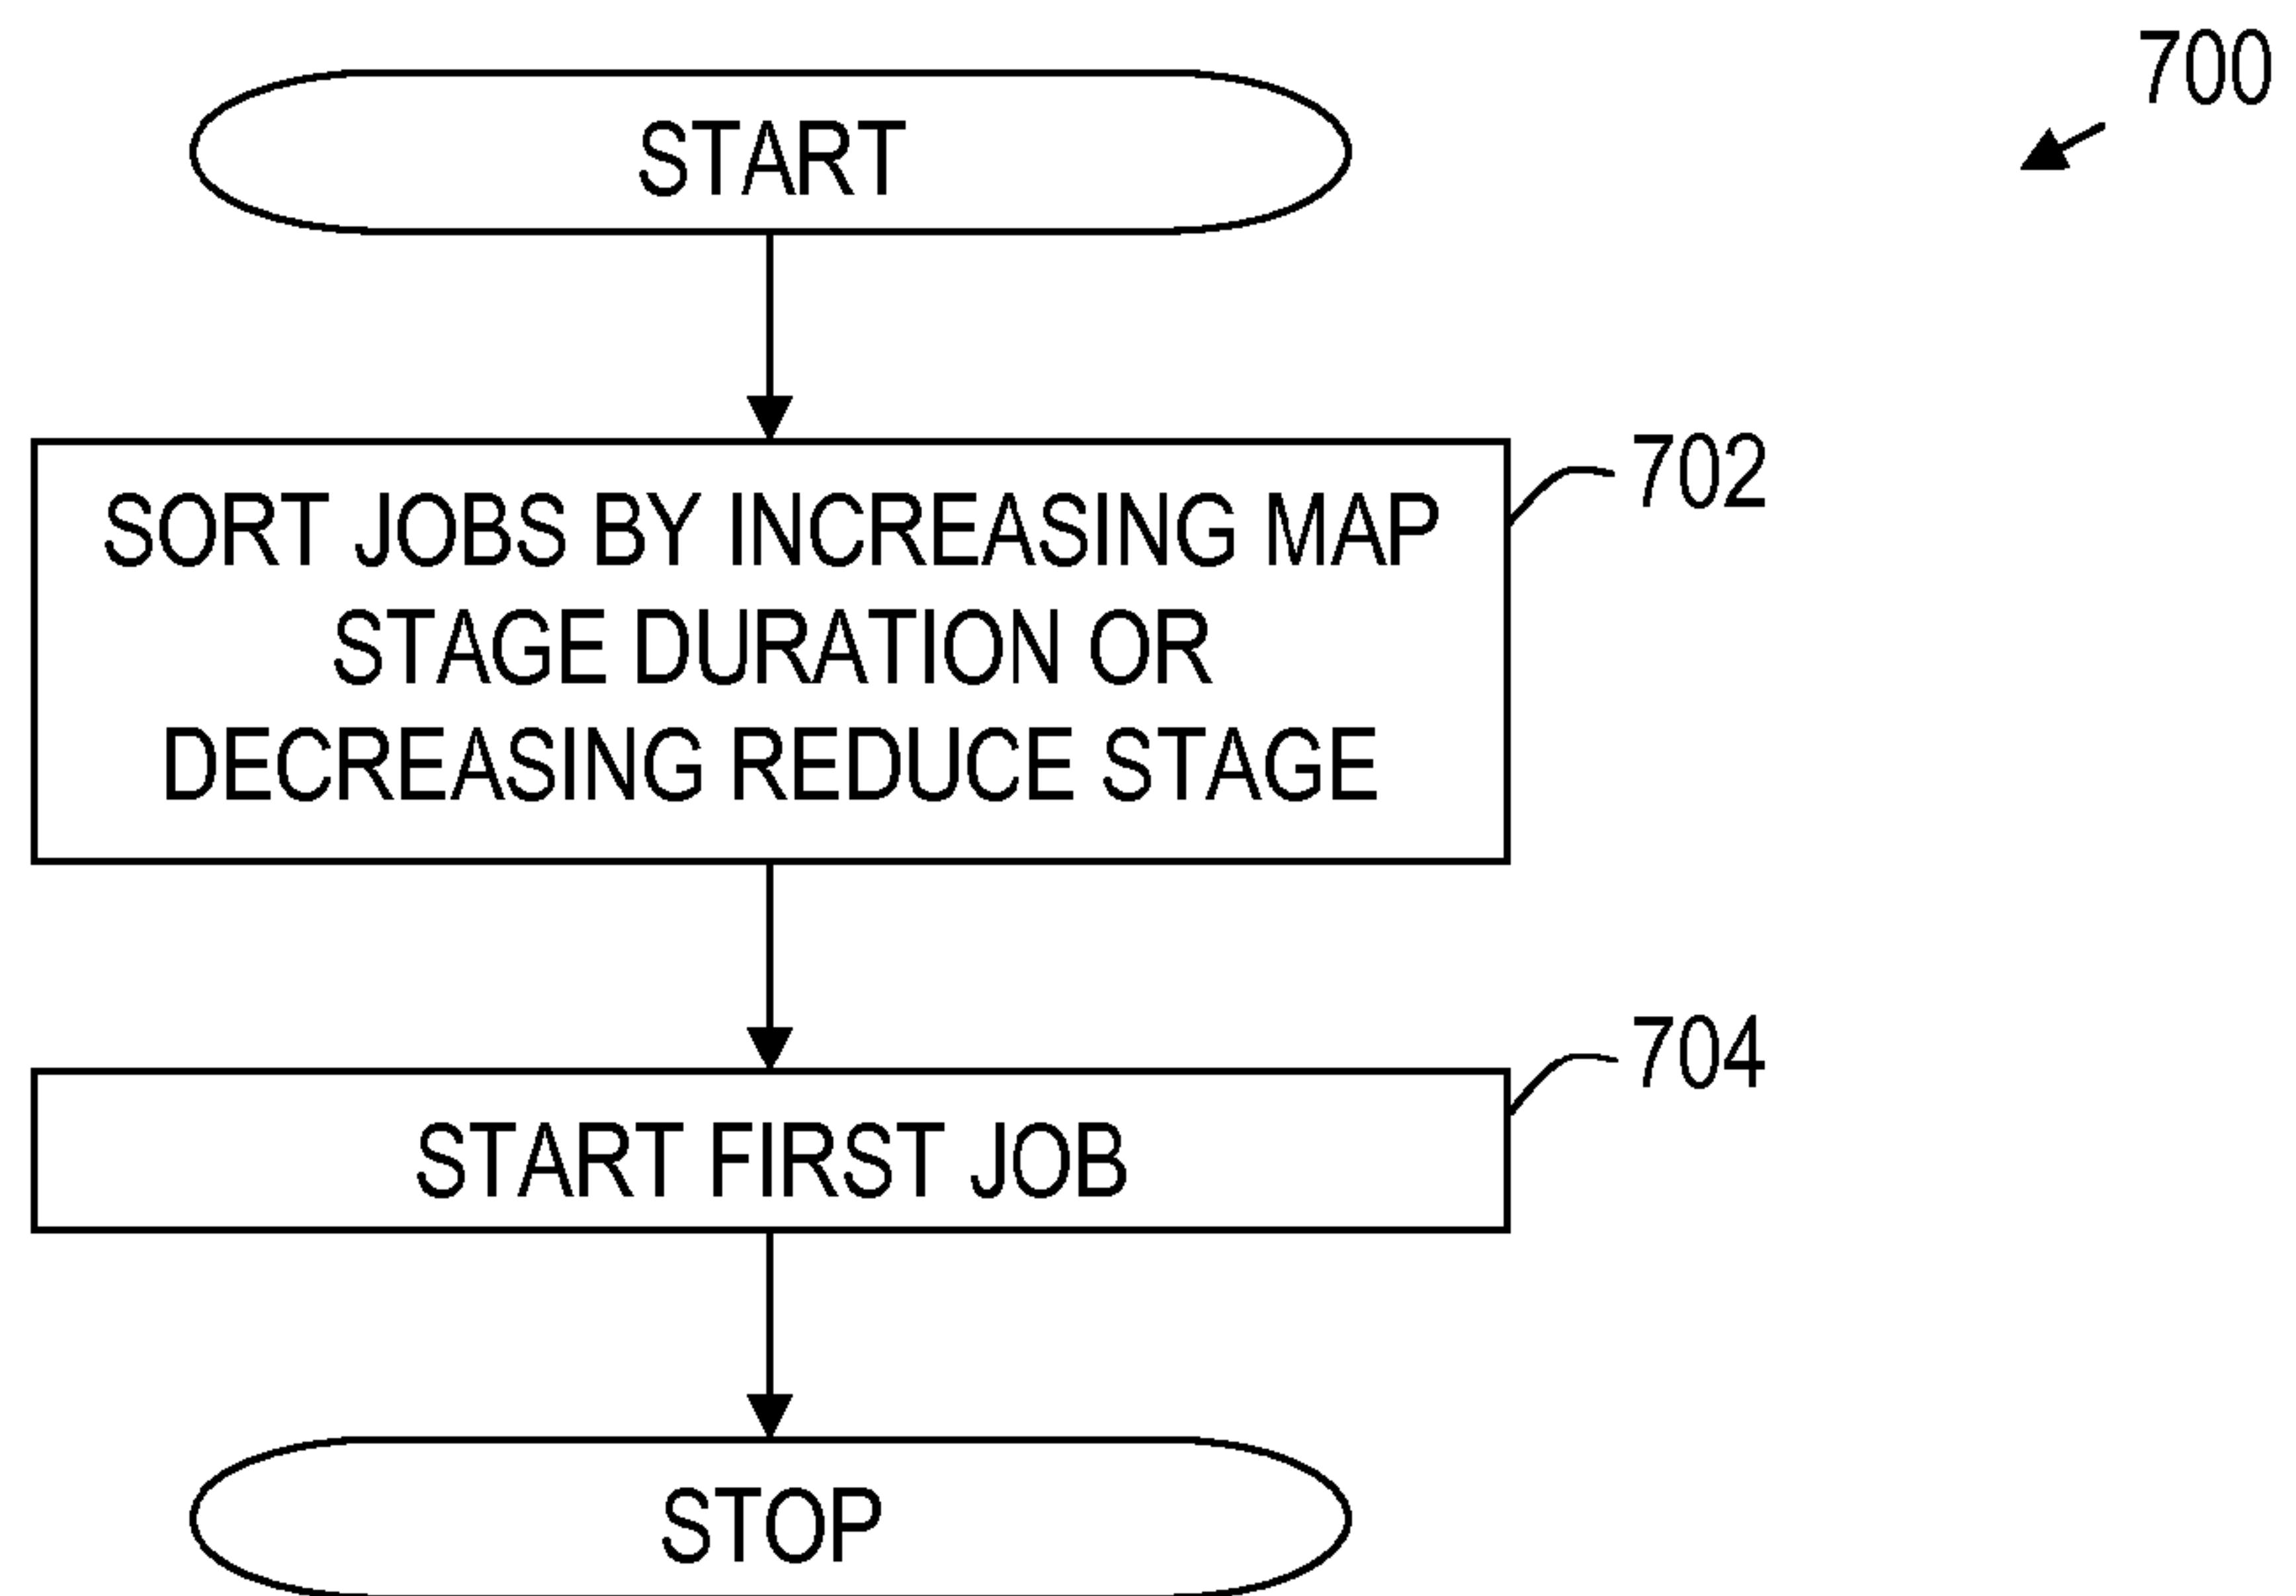 700
START
SORT JOBS BY INCREASING MAP
STAGE DURATION OR
DECREASING REDUCE STAGE
702
START FIRST JOB
704
STOP